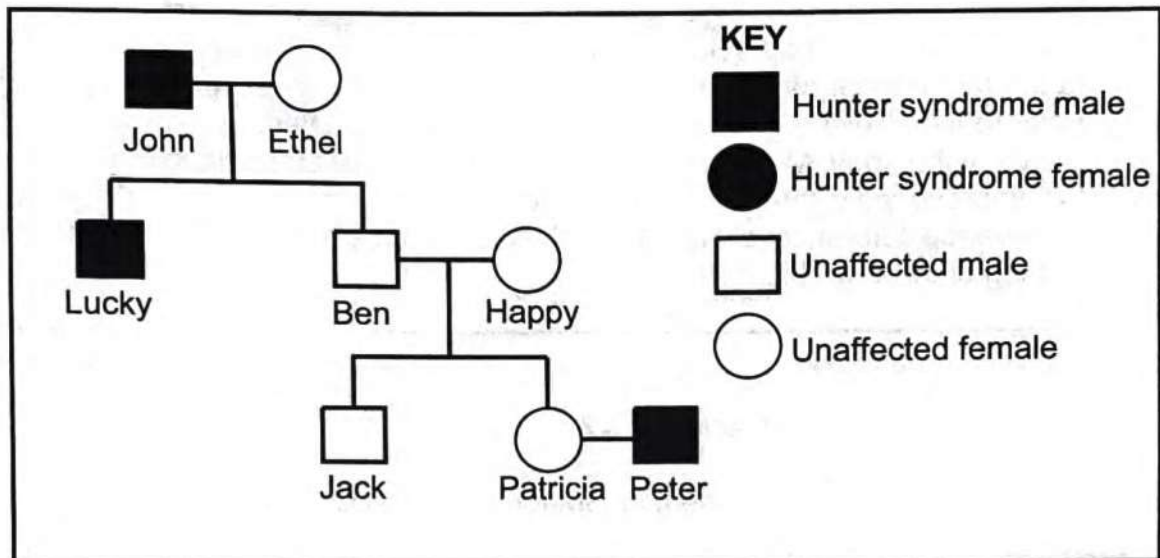 KEY
Hunter syndrome male
John Ethel
Hunter syndrome female
Unaffected male
Lucky Ben Happy
Unaffected female
Jack Patricia Peter